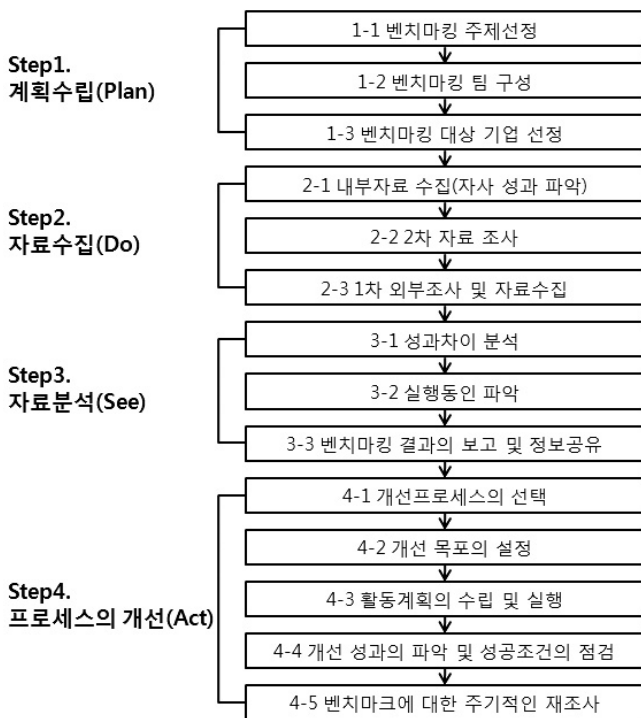 Step1.
계획수립(Plan)
1-1 벤치마킹 주제선정
1-2 벤치마킹 팀 구성
1-3 벤치마킹 대상 기업 선정
Step2.
자료수집(Do)
2-1 내부자료 수집(자사 성과 파악)
2-2 2차 자료 조사
2-3 1차 외부조사 및 자료수집
Step3.
자료분석(See)
3-1 성과차이 분석
3-2 실행동인 파악
3-3 벤치마킹 결과의 보고 및 정보공유
Step4.
프로세스의 개선(Act)
4-1 개선프로세스의 선택
4-2 개선 목포의 설정
4-3 활동계획의 수립 및 실행
4-4 개선 성과의 파악 및 성공조건의 점검
4-5 벤치마크에 대한 주기적인 재조사